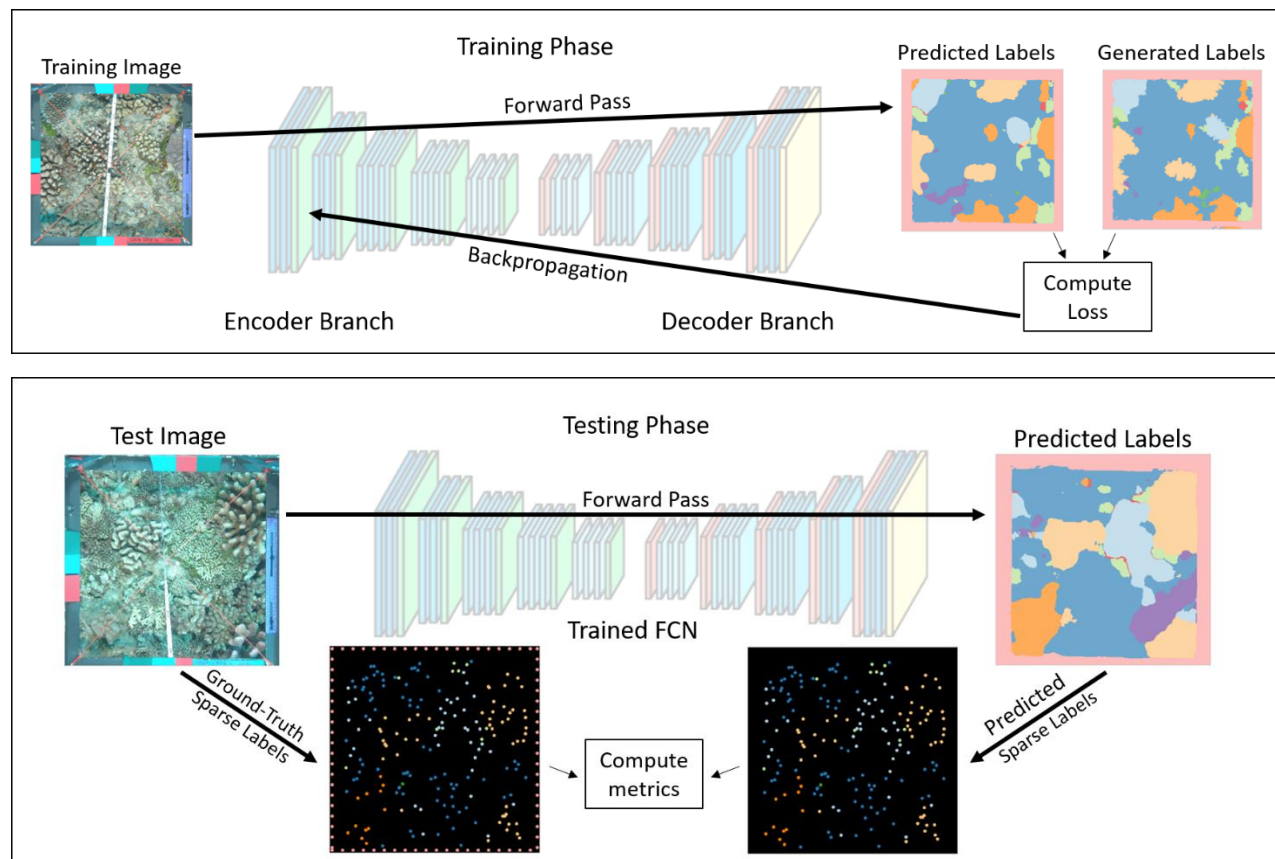 Training Phase
Training Image
Predicted Labels
Generated Labels
Forward Pass
Backpropagation
Compute
Loss
Encoder Branch
Decoder Branch
Testing Phase
Test Image
Predicted Labels
Forward Pass
Trained FCN
Ground-Truth
Sparse Labels
Predicted
Sparse Labels
Compute
metrics